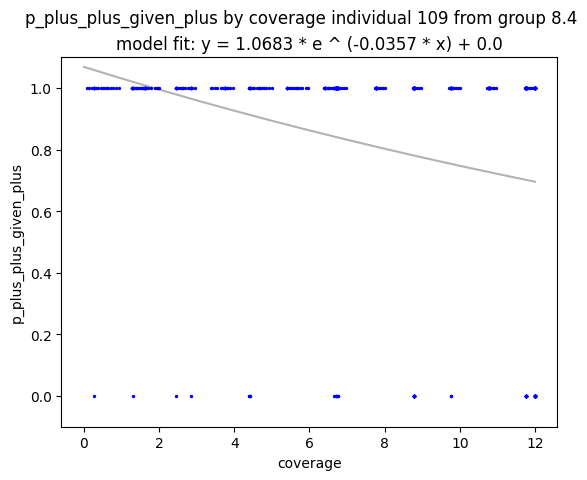 p_plus_plus_given_plus by coverage individual 109 from group 8.4
model fit: y = 1.0683 * e ^ (-0.0357 * x) + 0.0
1.0
0.8
0.6
0.4
0.2
0.0
p_plus_plus_given_plus
0 2 4 6 8 10 12
coverage